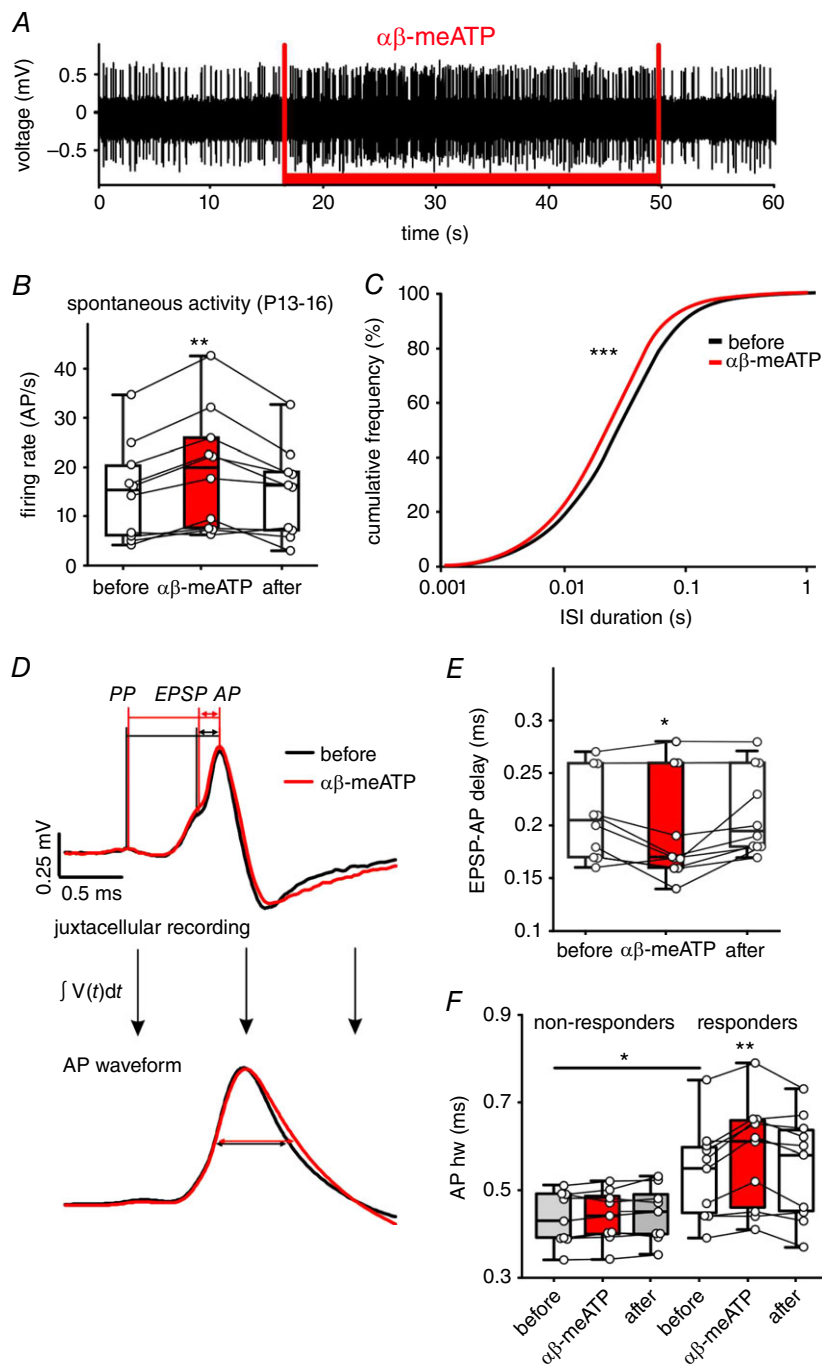 A
αβ-meATP
voltage (mV)
0.5
0
−0.5
0 10 20 30 40 50 60
time (s)
B
spontaneous activity (P13-16)
**
firing rate (AP/s)
40
30
20
10
0
before αβ-meATP after
C
cumulative frequency (%)
100
80
60
40
20
0
***
before
αβ-meATP
0.001 0.01 0.1 1
ISI duration (s)
D
PP EPSP AP
before
αβ-meATP
0.25 mV
0.5 ms
juxtacellular recording
∫ V(t)dt
AP waveform
E
EPSP-AP delay (ms)
0.3
0.25
0.2
0.15
0.1
*
before αβ-meATP after
F
AP hw (ms)
0.9
0.7
0.5
0.3
non-responders responders
* **
before αβ-meATP after before αβ-meATP after